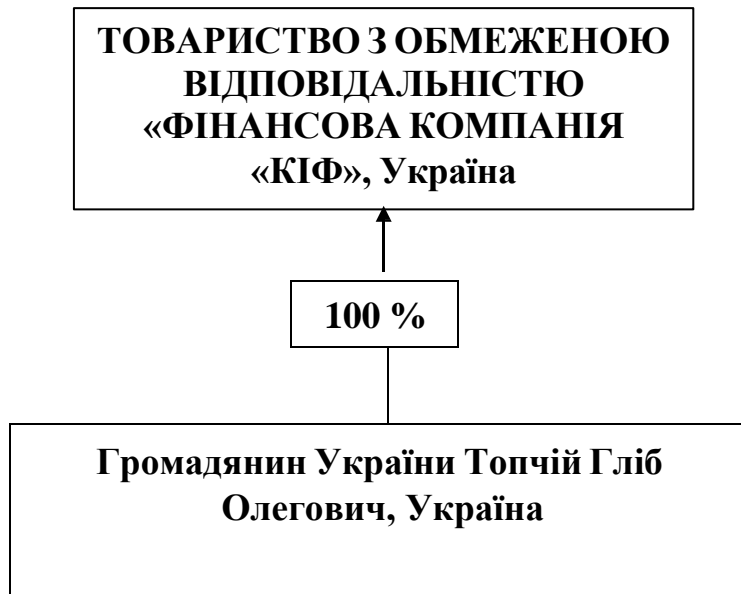 ТОВАРИСТВО З ОБМЕЖЕНОЮ
ВІДПОВІДАЛЬНІСТЮ
«ФІНАНСОВА КОМПАНІЯ
«КІФ», Україна
100 %
Громадянин України Топчій Гліб
Олегович, Україна